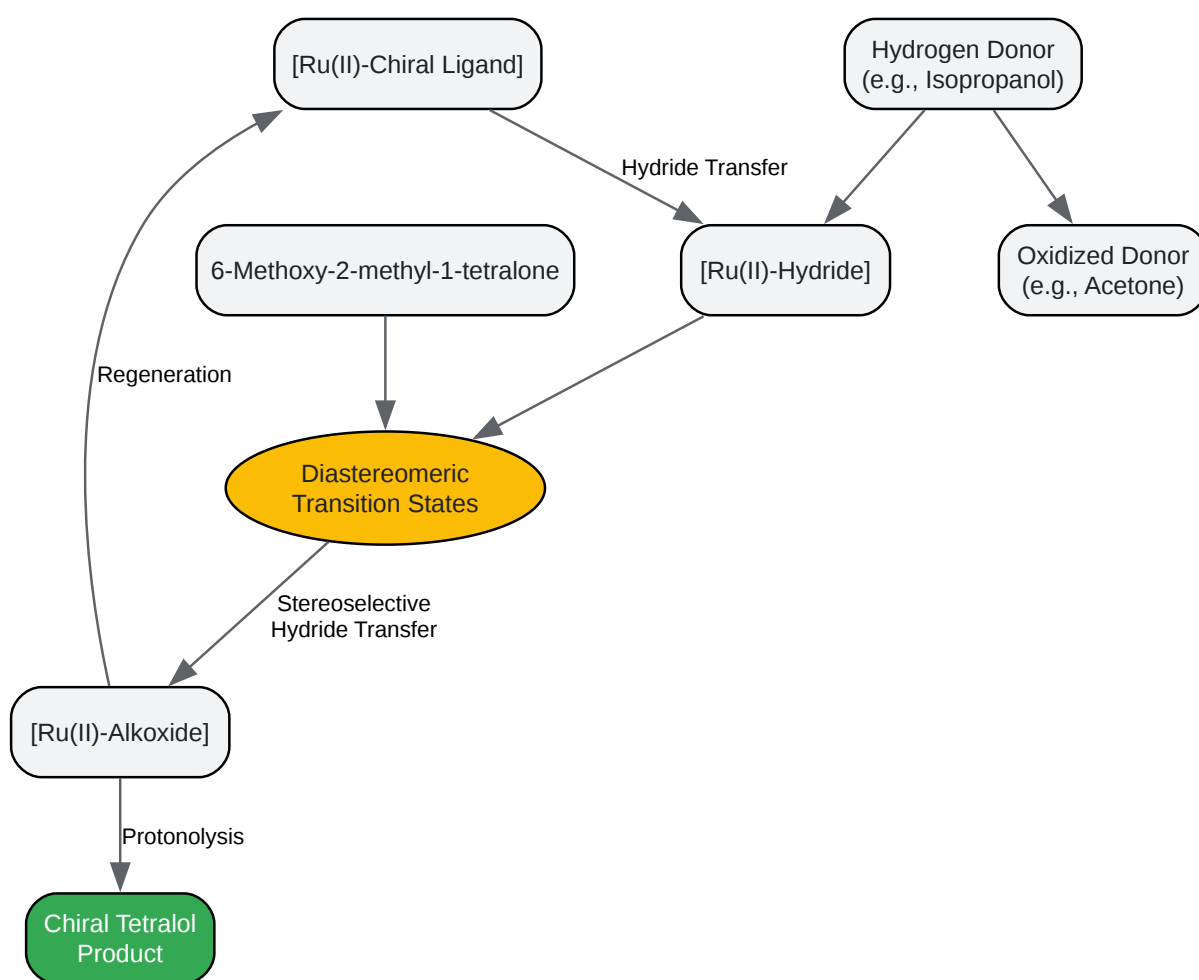 [Ru(II)-Chiral Ligand]
Hydrogen Donor
(e.g., Isopropanol)
Hydride Transfer
6-Methoxy-2-methyl-1-tetralone
[Ru(II)-Hydride]
Oxidized Donor
(e.g., Acetone)
Regeneration
Diastereomeric
Transition States
Stereoselective
Hydride Transfer
[Ru(II)-Alkoxide]
Protonolysis
Chiral Tetralol
Product